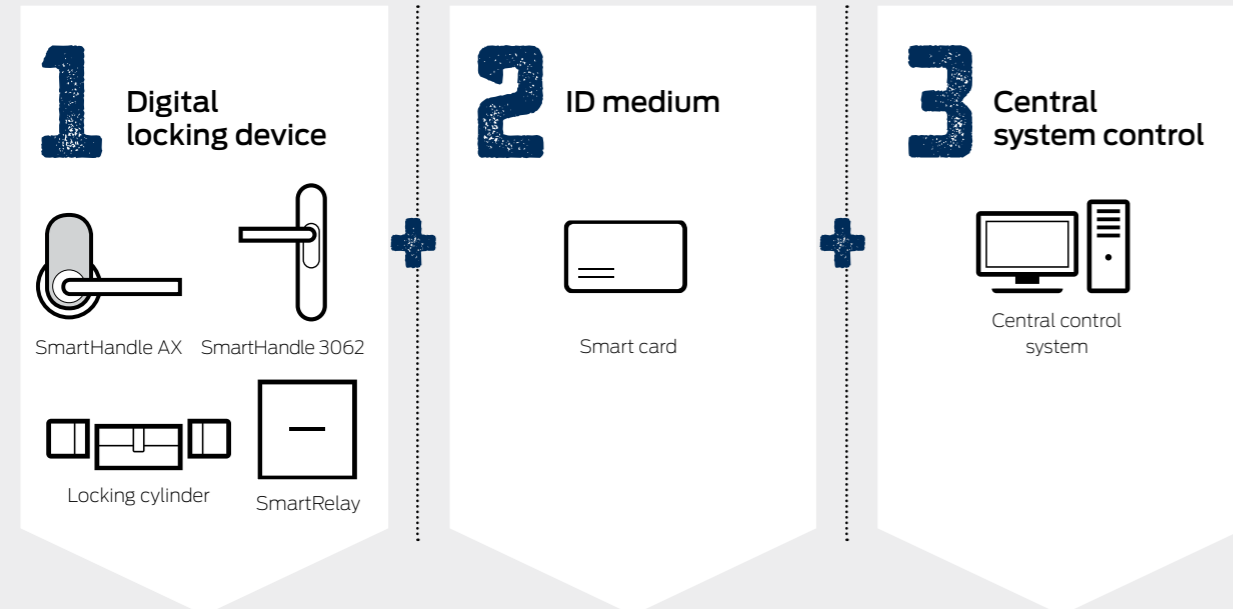 1
Digital
locking device
SmartHandle AX
SmartHandle 3062
Locking cylinder
SmartRelay
+
2
ID medium
Smart card
+
3
Central
system control
Central control
system